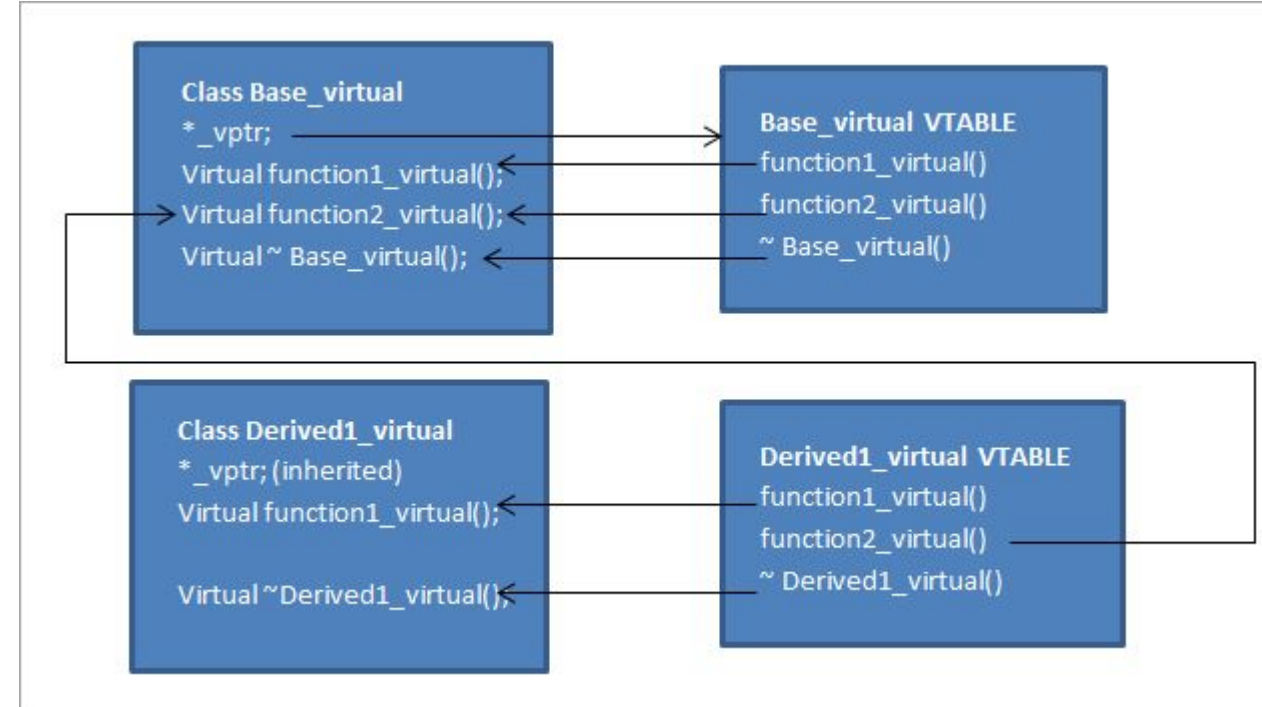 Class Base_virtual
*_vptr;
Virtual function1_virtual();
Virtual function2_virtual();
Virtual ~ Base_virtual();
Base_virtual VTABLE
function1_virtual()
function2_virtual()
~ Base_virtual()
Class Derived1_virtual
*_vptr; (inherited)
Virtual function1_virtual();
Virtual ~Derived1_virtual();
Derived1_virtual VTABLE
function1_virtual()
function2_virtual()
~ Derived1_virtual()